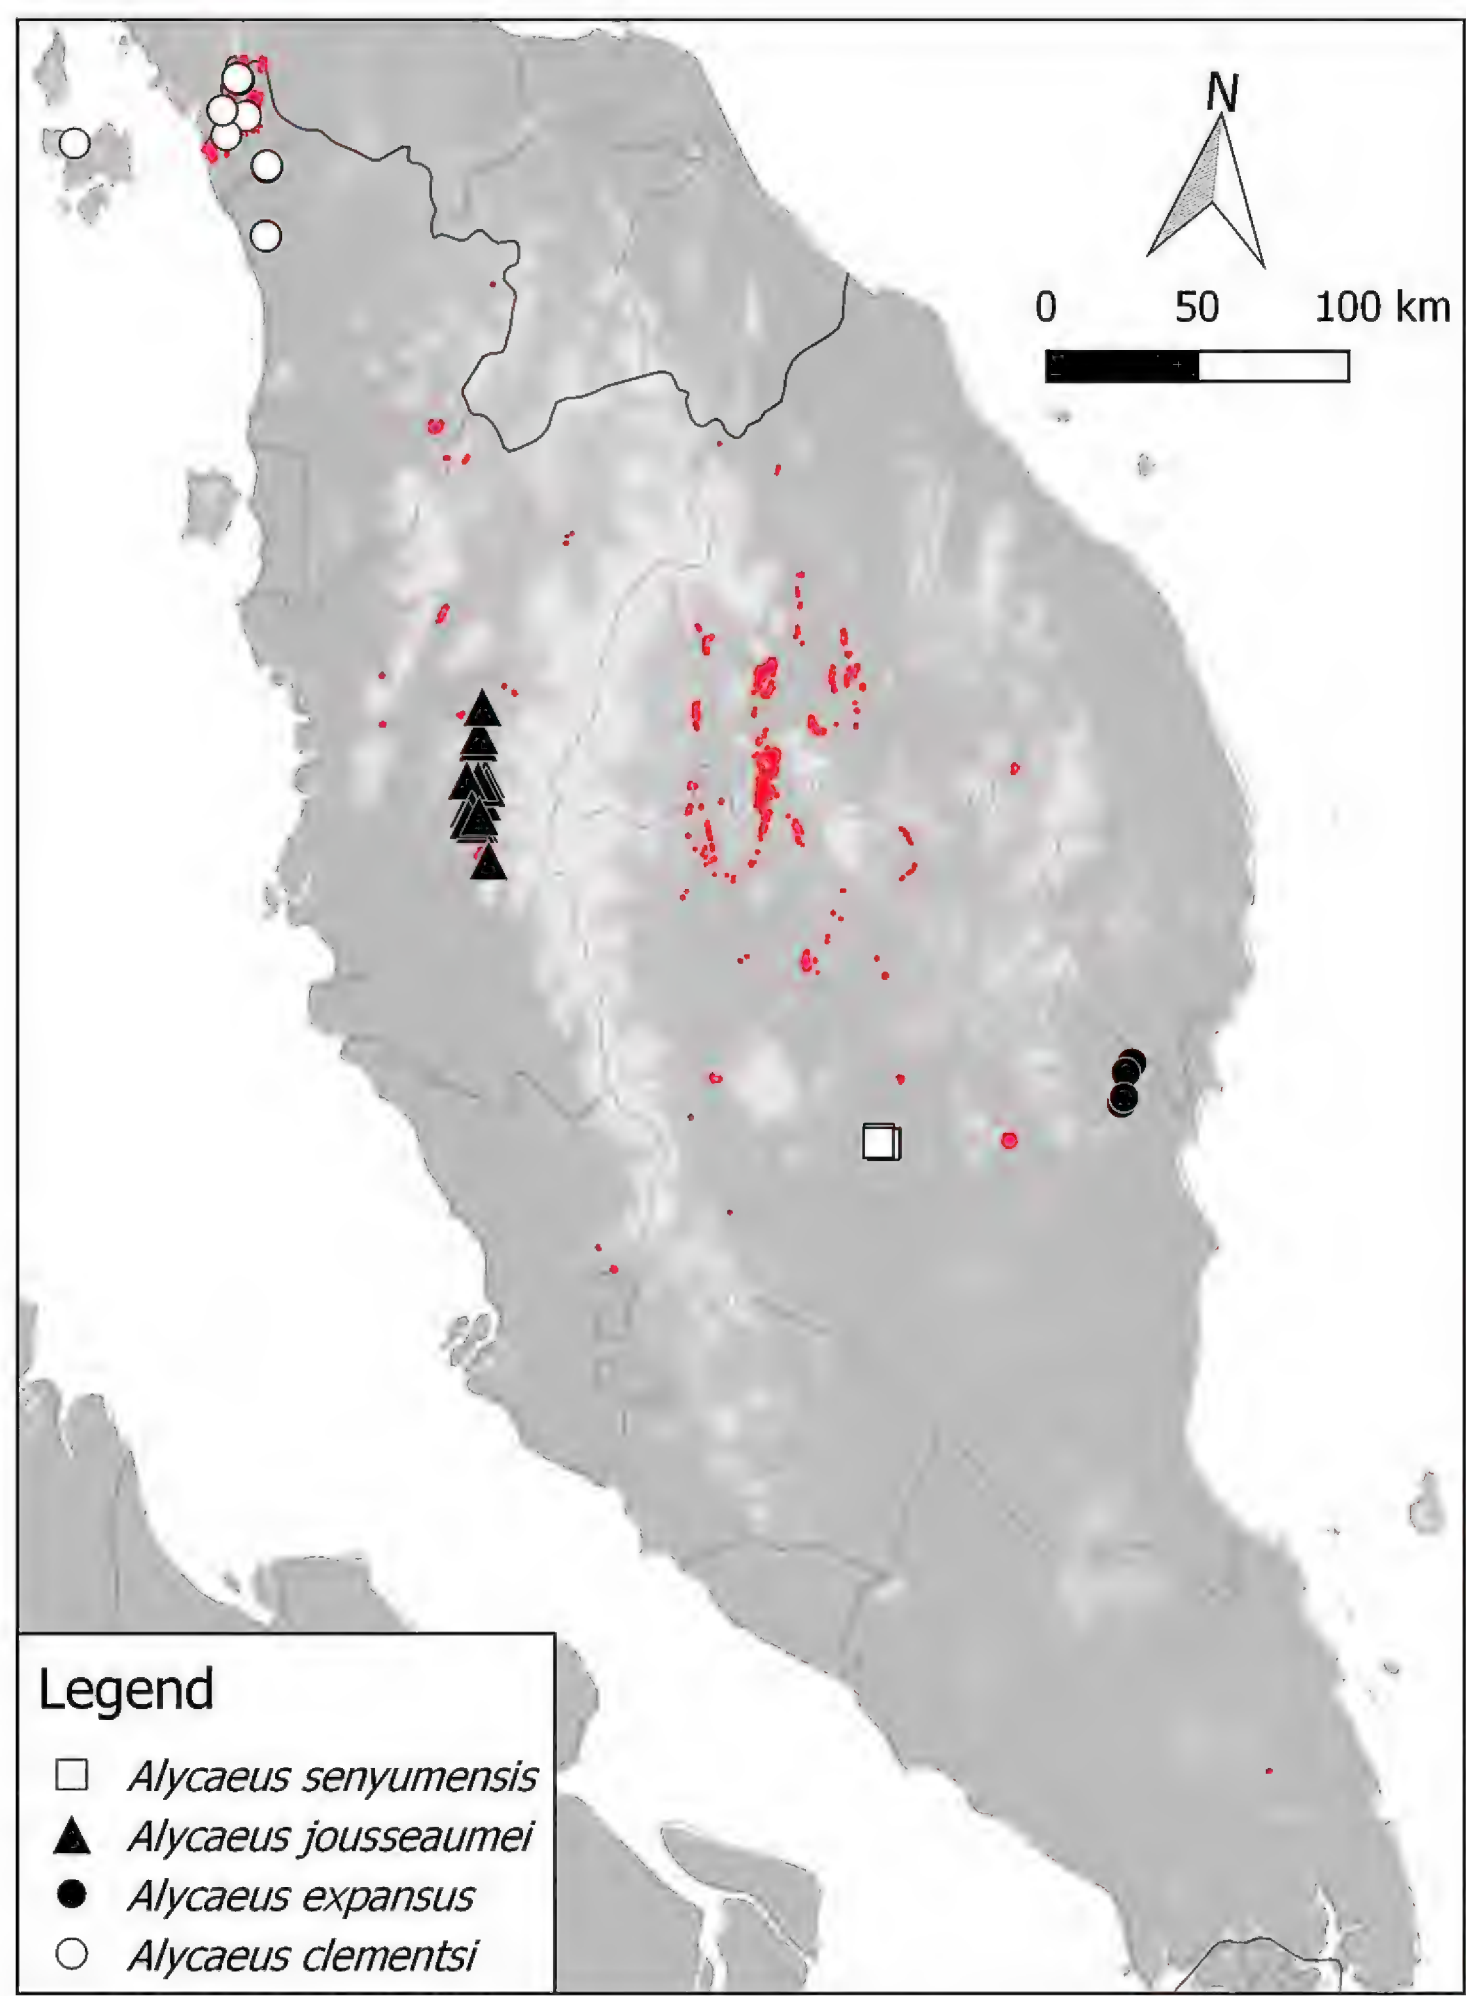 N
0 50 100 km
Legend
Alycaeus senyumensis
Alycaeus jousseaumei
Alycaeus expansus
Alycaeus clementsi